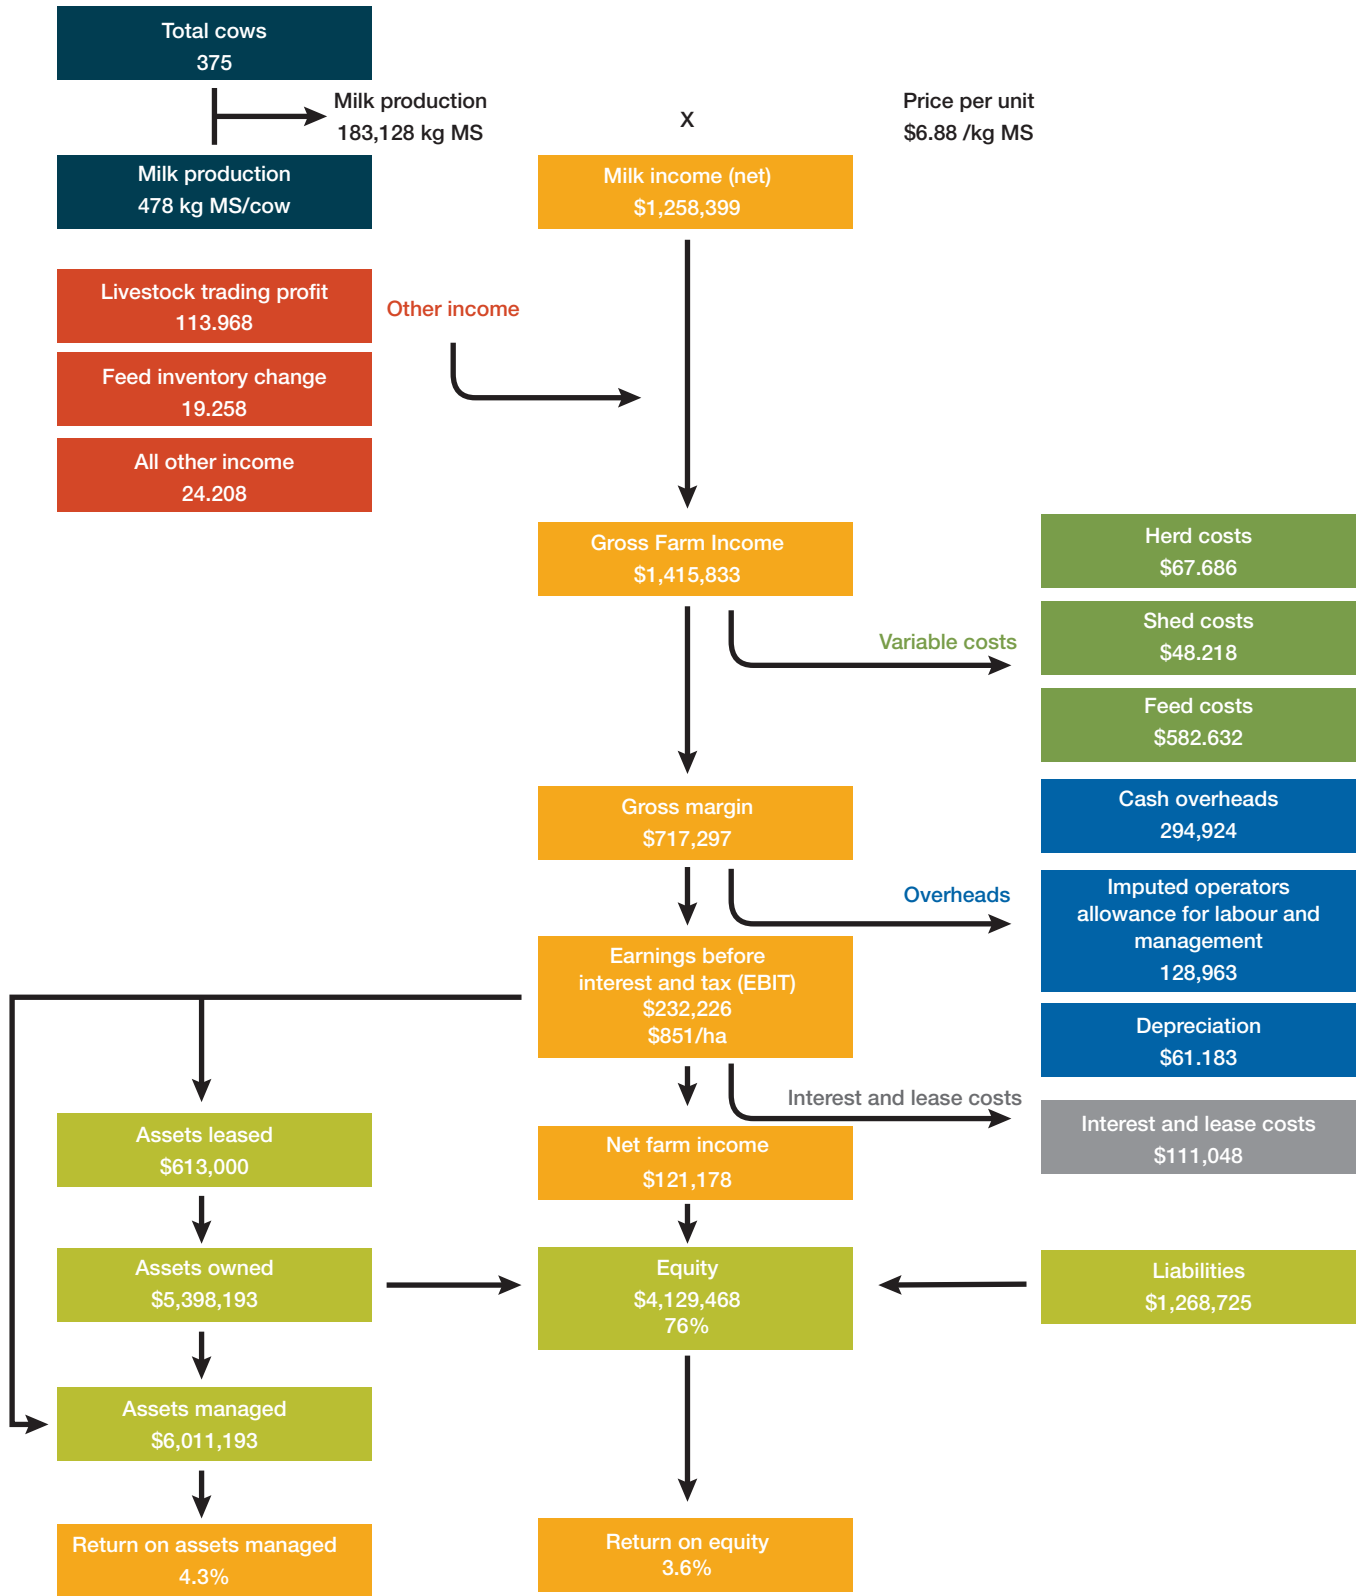 Total cows
375
Milk production
183,128 kg MS
X
Price per unit
$6.88 /kg MS
Milk production
478 kg MS/cow
Milk income (net)
$1,258,399
Livestock trading profit
113.968
Other income
Feed inventory change
19.258
All other income
24.208
Gross Farm Income
$1,415,833
Herd costs
$67.686
Variable costs
Shed costs
$48.218
Feed costs
$582.632
Gross margin
$717,297
Cash overheads
294,924
Overheads
Imputed operators
allowance for labour and
management
128,963
Earnings before
interest and tax (EBIT)
$232,226
$851/ha
Depreciation
$61.183
Interest and lease costs
Interest and lease costs
$111,048
Assets leased
$613,000
Net farm income
$121,178
Assets owned
$5,398,193
Equity
$4,129,468
76%
Liabilities
$1,268,725
Assets managed
$6,011,193
Return on assets managed
4.3%
Return on equity
3.6%